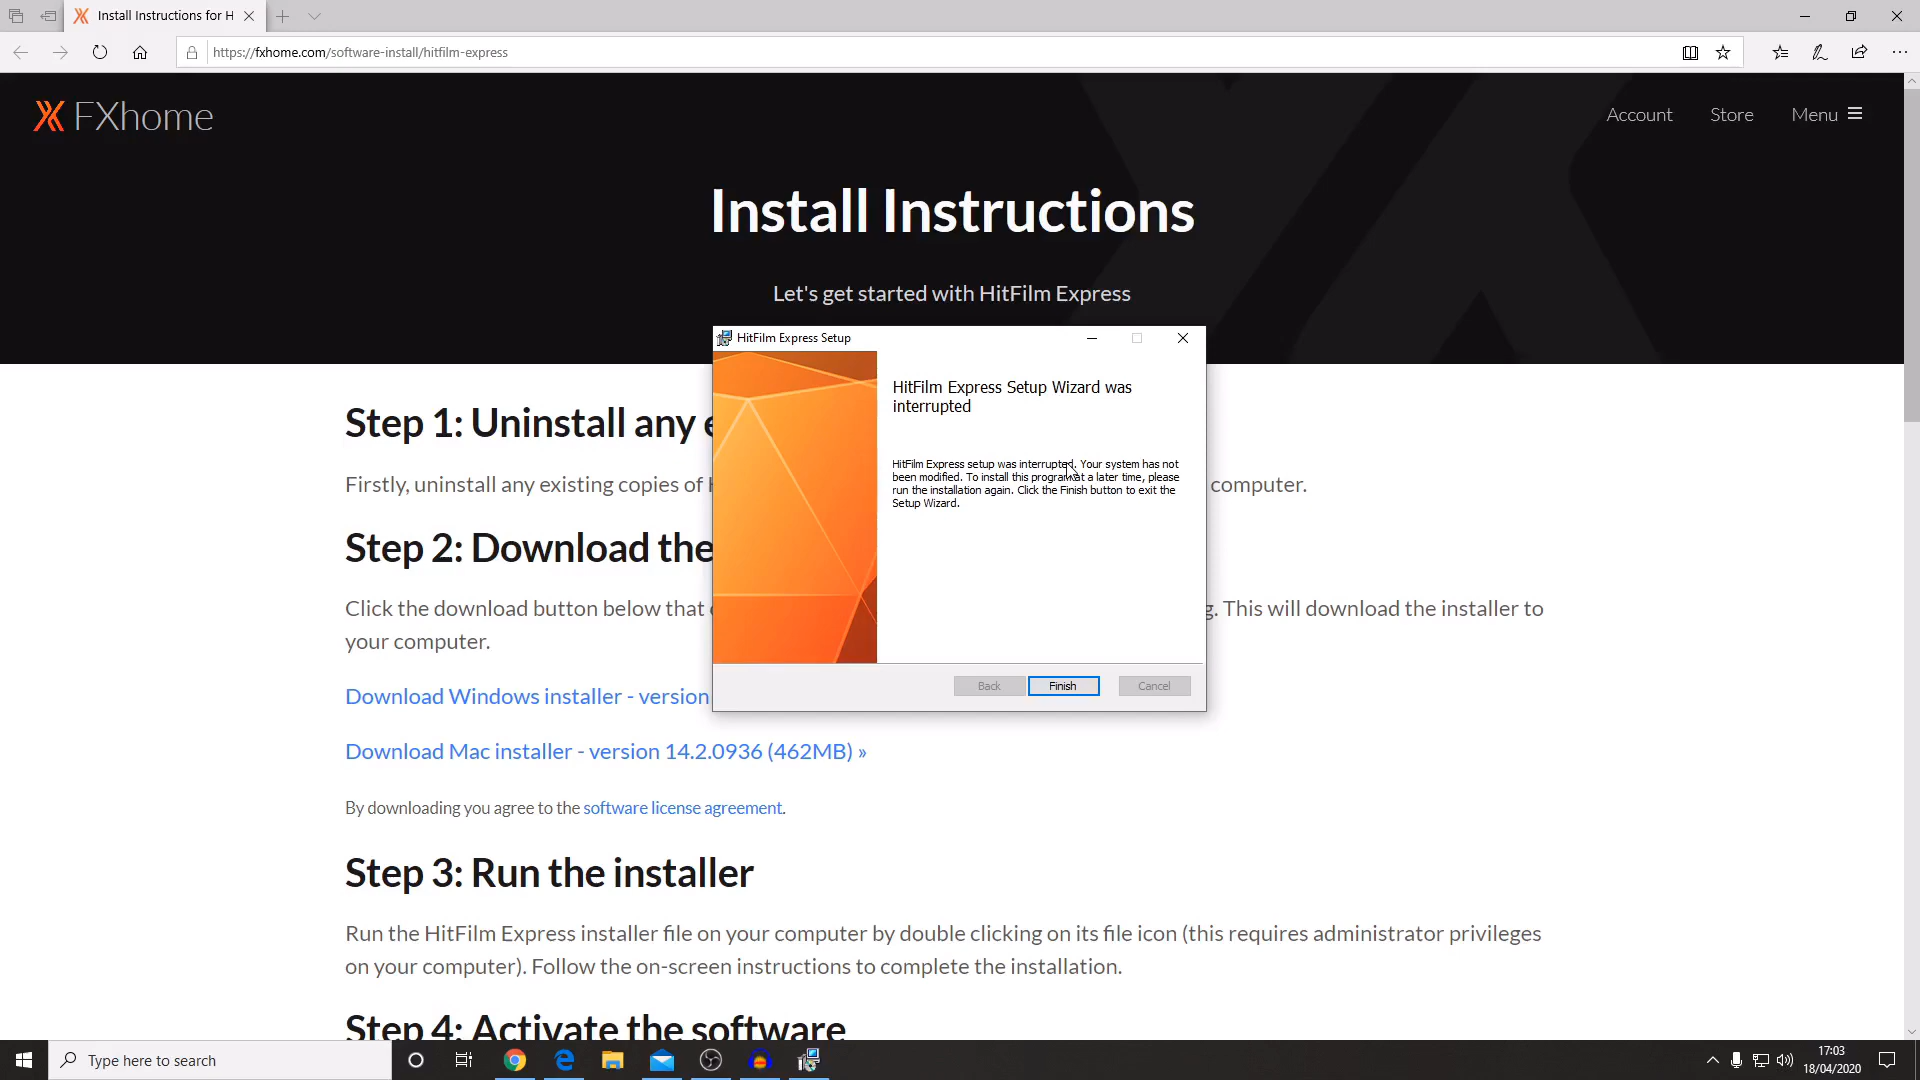 Install Instructions for H
https://fxhome.com/software-install/hitfilm-express
FXhome
Account Store Menu
Install Instructions
Let's get started with HitFilm Express
HitFilm Express Setup
HitFilm Express Setup Wizard was
interrupted
HitFilm Express setup was interrupted. Your system has not
been modified. To install this program at a later time, please
run the installation again. Click the Finish button to exit the
Setup Wizard.
Back Finish Cancel
Step 1: Uninstall any
Firstly, uninstall any existing copies of computer.
Step 2: Download the
Click the download button below that g. This will download the installer to
your computer.
Download Windows installer - version
Download Mac installer - version 14.2.0936 (462MB) »
By downloading you agree to the software license agreement.
Step 3: Run the installer
Run the HitFilm Express installer file on your computer by double clicking on its file icon (this requires administrator privileges
on your computer). Follow the on-screen instructions to complete the installation.
Step 4: Activate the software
Type here to search
17:03
18/04/2020